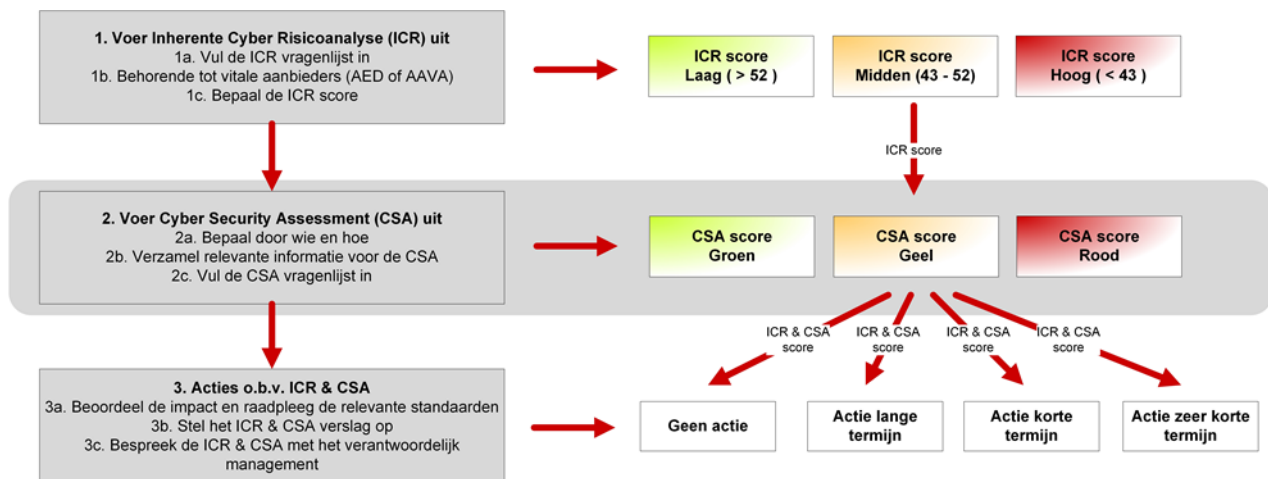 1. Voer Inherente Cyber Risicoanalyse (ICR) uit
1a. Vul de ICR vragenlijst in
1b. Behorende tot vitale aanbieders (AED of AAVA)
1c. Bepaal de ICR score
ICR score
Laag ( > 52 )
ICR score
Midden (43 - 52)
ICR score
Hoog ( < 43 )
ICR score
2. Voer Cyber Security Assessment (CSA) uit
2a. Bepaal door wie en hoe
2b. Verzamel relevante informatie voor de CSA
2c. Vul de CSA vragenlijst in
CSA score
Groen
CSA score
Geel
CSA score
Rood
ICR & CSA
score
ICR & CSA
score
ICR & CSA
score
ICR & CSA
score
3. Acties o.b.v. ICR & CSA
3a. Beoordeel de impact en raadpleeg de relevante standaarden
3b. Stel het ICR & CSA verslag op
3c. Bespreek de ICR & CSA met het verantwoordelijk
management
Geen actie
Actie lange
termijn
Actie korte
termijn
Actie zeer korte
termijn